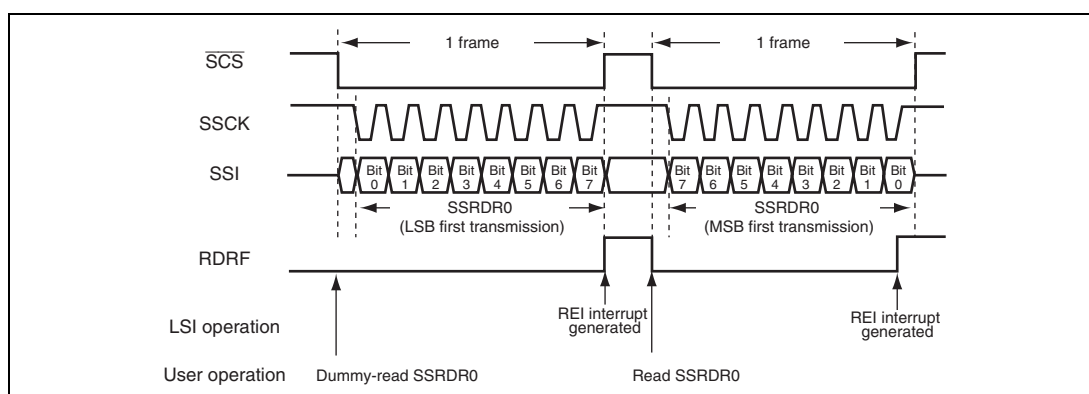 1 frame 1 frame
SCS
SSCK
SSI Bit 0 Bit 1 Bit 2 Bit 3 Bit 4 Bit 5 Bit 6 Bit 7 Bit 7 Bit 6 Bit 5 Bit 4 Bit 3 Bit 2 Bit 1 Bit 0
SSRDR0 SSRDR0
(LSB first transmission) (MSB first transmission)
RDRF
LSI operation
REI interrupt generated
REI interrupt generated
User operation Dummy-read SSRDR0 Read SSRDR0